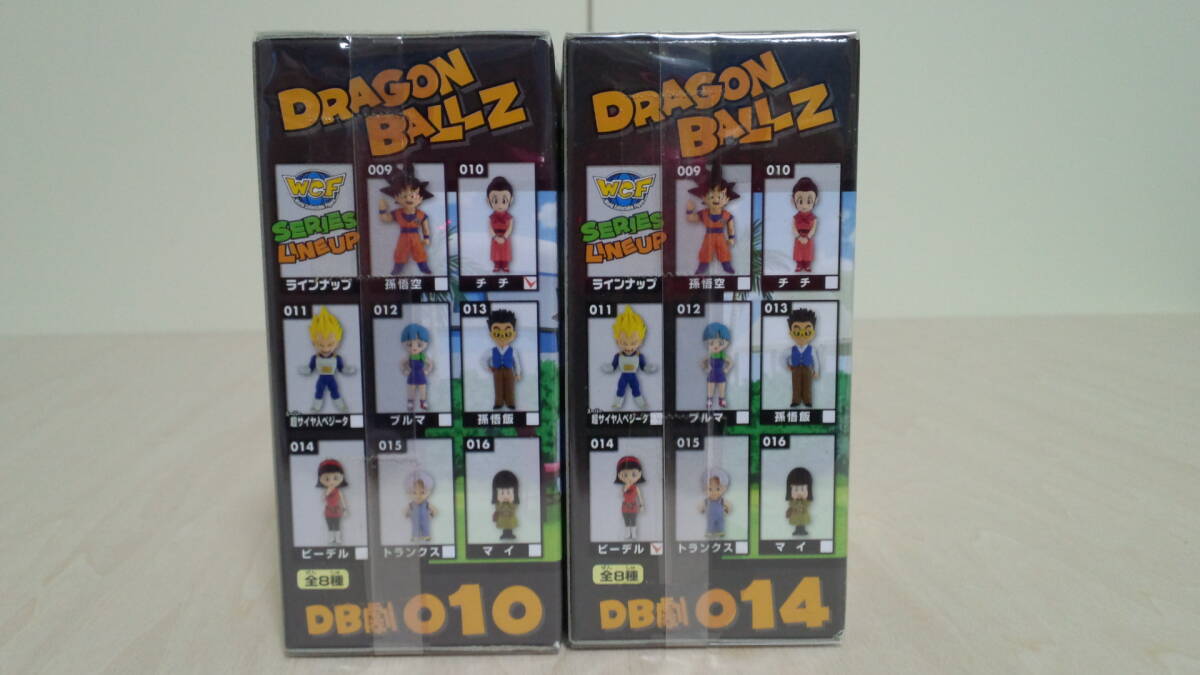 DRAGON
BALL Z
WCF
SERIES
LINEUP
ラインナップ
009
孫悟空
010
チチ
011
超サイヤ人ベジータ
012
ブルマ
013
孫悟飯
014
ビーデル
015
トランクス
016
マイ
全8種
DB劇 010
DRAGON
BALL Z
WCF
SERIES
LINEUP
ラインナップ
009
孫悟空
010
チチ
011
超サイヤ人ベジータ
012
ブルマ
013
孫悟飯
014
ビーデル
015
トランクス
016
マイ
全8種
DB劇 014